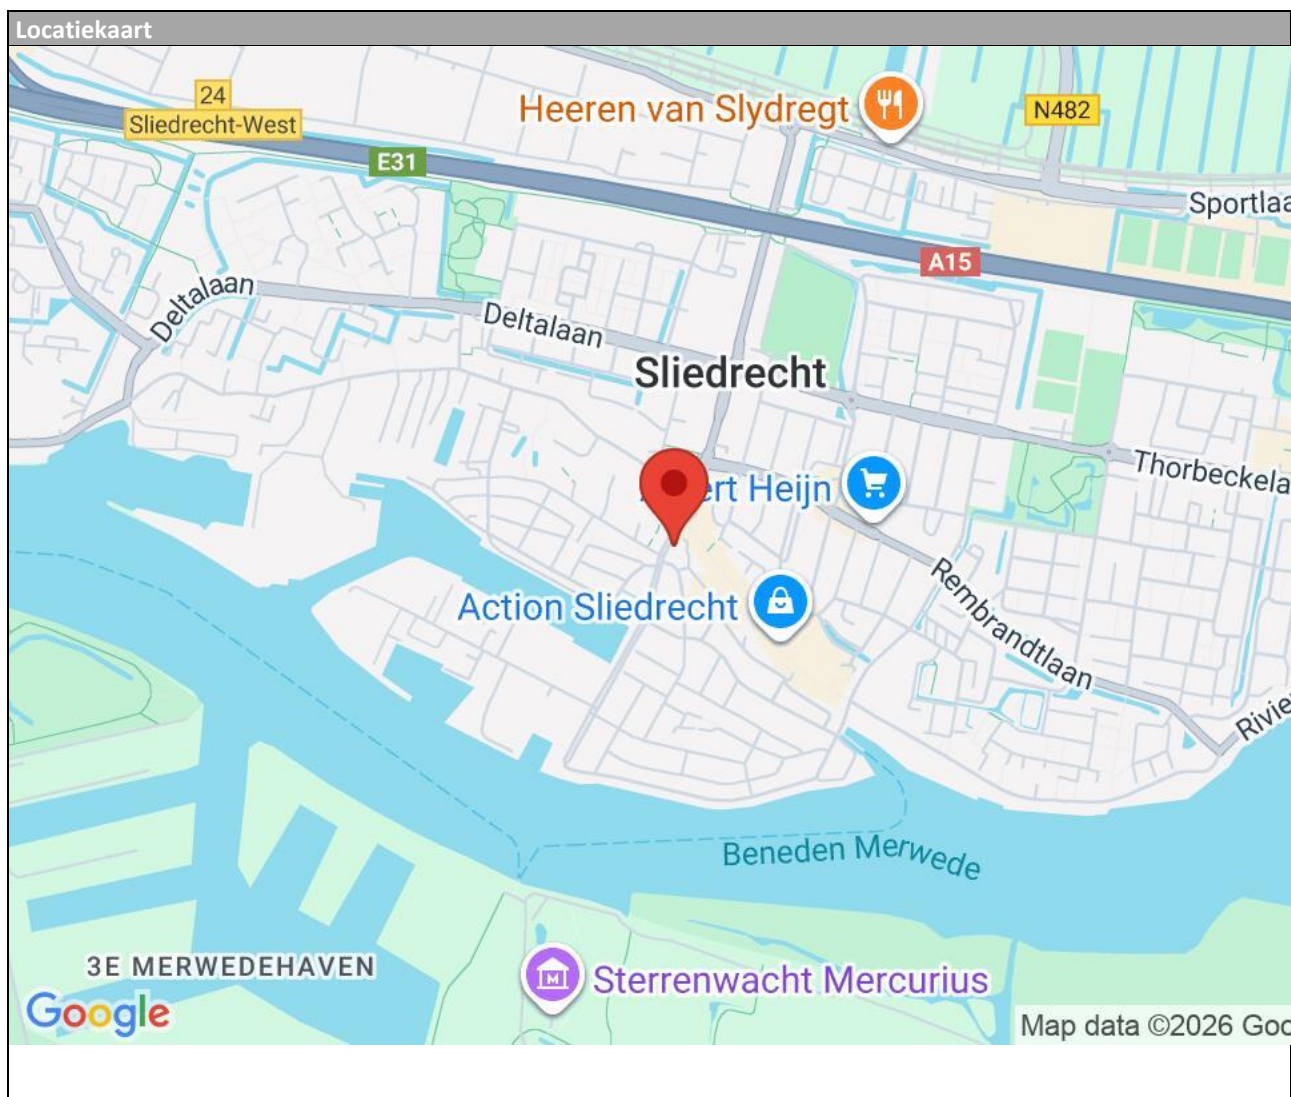 Locatiekaart
24
Sliedrecht-West
E31
Heeren van Slydregt
N482
Sportlaa
A15
Deltalaan
Deltalaan
Sliedrecht
Thorbeckela
ert Heijn
Rembrandtlaan
Action Sliedrecht
Rivie
Beneden Merwede
3E MERWEDEHAVEN
Sterrenwacht Mercurius
Google
Map data ©2026 Goo